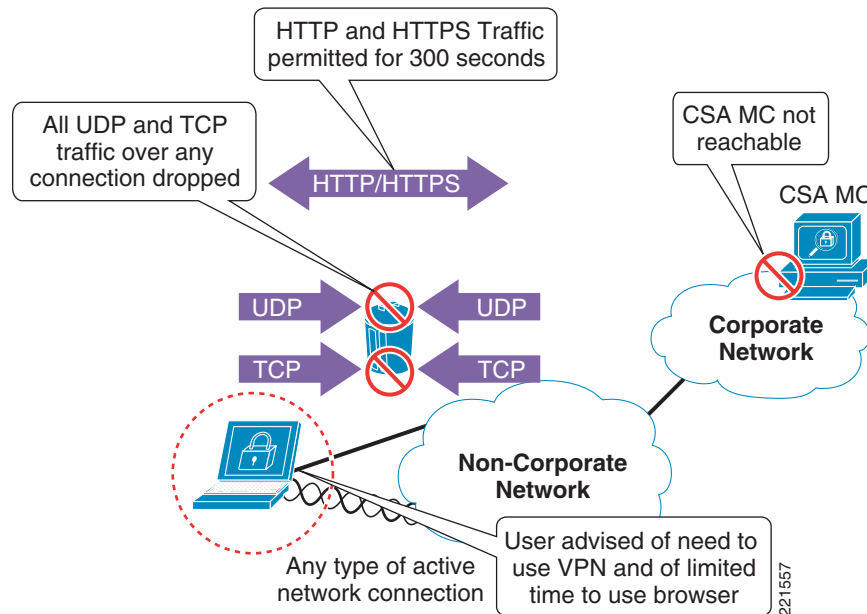 HTTP and HTTPS Traffic
permitted for 300 seconds
All UDP and TCP
traffic over any
connection dropped
CSA MC not
reachable
HTTP/HTTPS
CSA MC
UDP
UDP
TCP
TCP
Corporate
Network
Non-Corporate
Network
Any type of active
network connection
User advised of need to
use VPN and of limited
time to use browser
221557